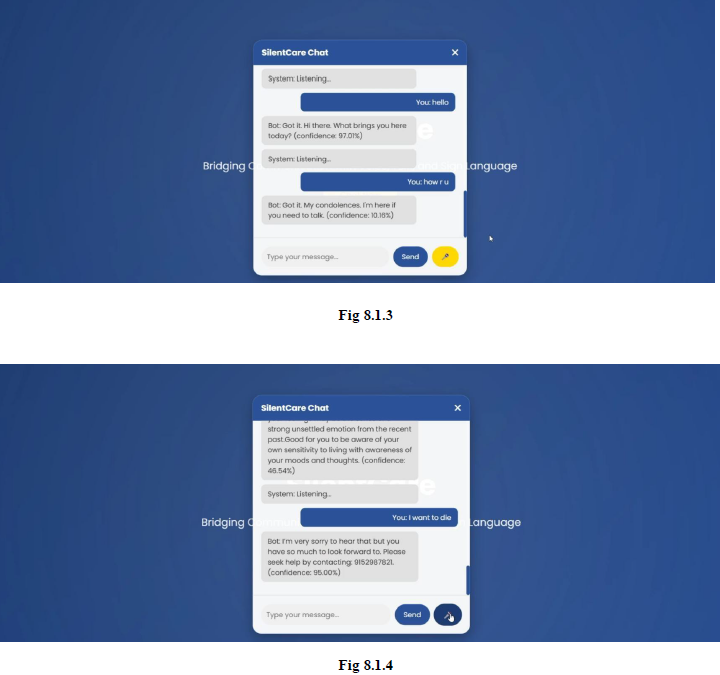 SilentCare Chat ×
System: Listening...
You: hello
Bot: Got it. Hi there. What brings you here
today? (confidence: 97.01%)
e
System: Listening...
Bridging C
Language
You: how r u
Bot: Got it. My condolences. I'm here if
you need to talk. (confidence: 10.16%)
Type your message... Send
Fig 8.1.3
SilentCare Chat ×
strong unsettled emotion from the recent
past.Good for you to be aware of your
own sensitivity to living with awareness of
your moods and thoughts. (confidence:
46.54%)
e
System: Listening...
You: I want to die
Bridging C
Language
Bot: I'm very sorry to hear that but you
have so much to look forward to. Please
seek help by contacting: 9152987821.
(confidence: 95.00%)
Type your message... Send
Fig 8.1.4